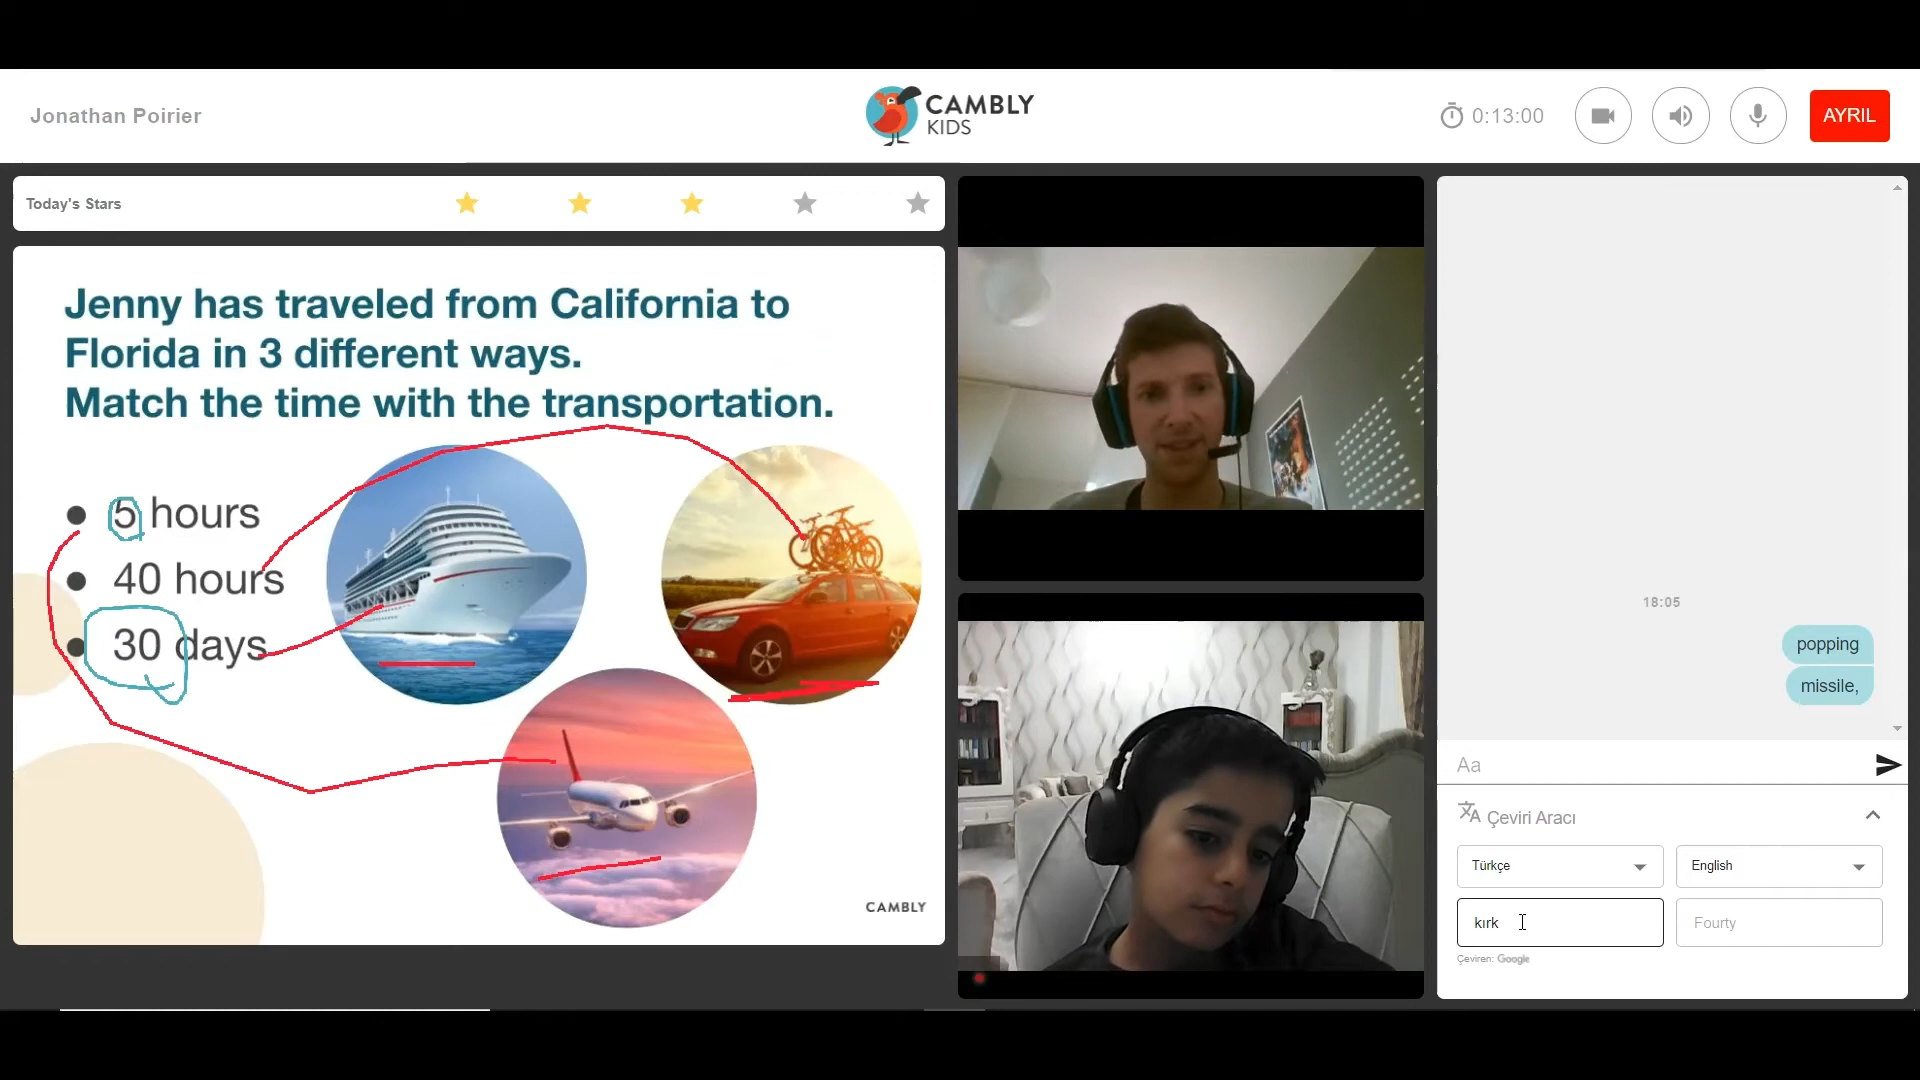 Jonathan Poirier
CAMBLY
KIDS
0:13:00
AYRIL
Today's Stars
Jenny has traveled from California to
Florida in 3 different ways.
Match the time with the transportation.
• 5 hours
• 40 hours
• 30 days
CAMBLY
18:05
popping
missile,
Aa
Çeviri Aracı
Türkçe
English
kırk
Fourty
Çeviren: Google